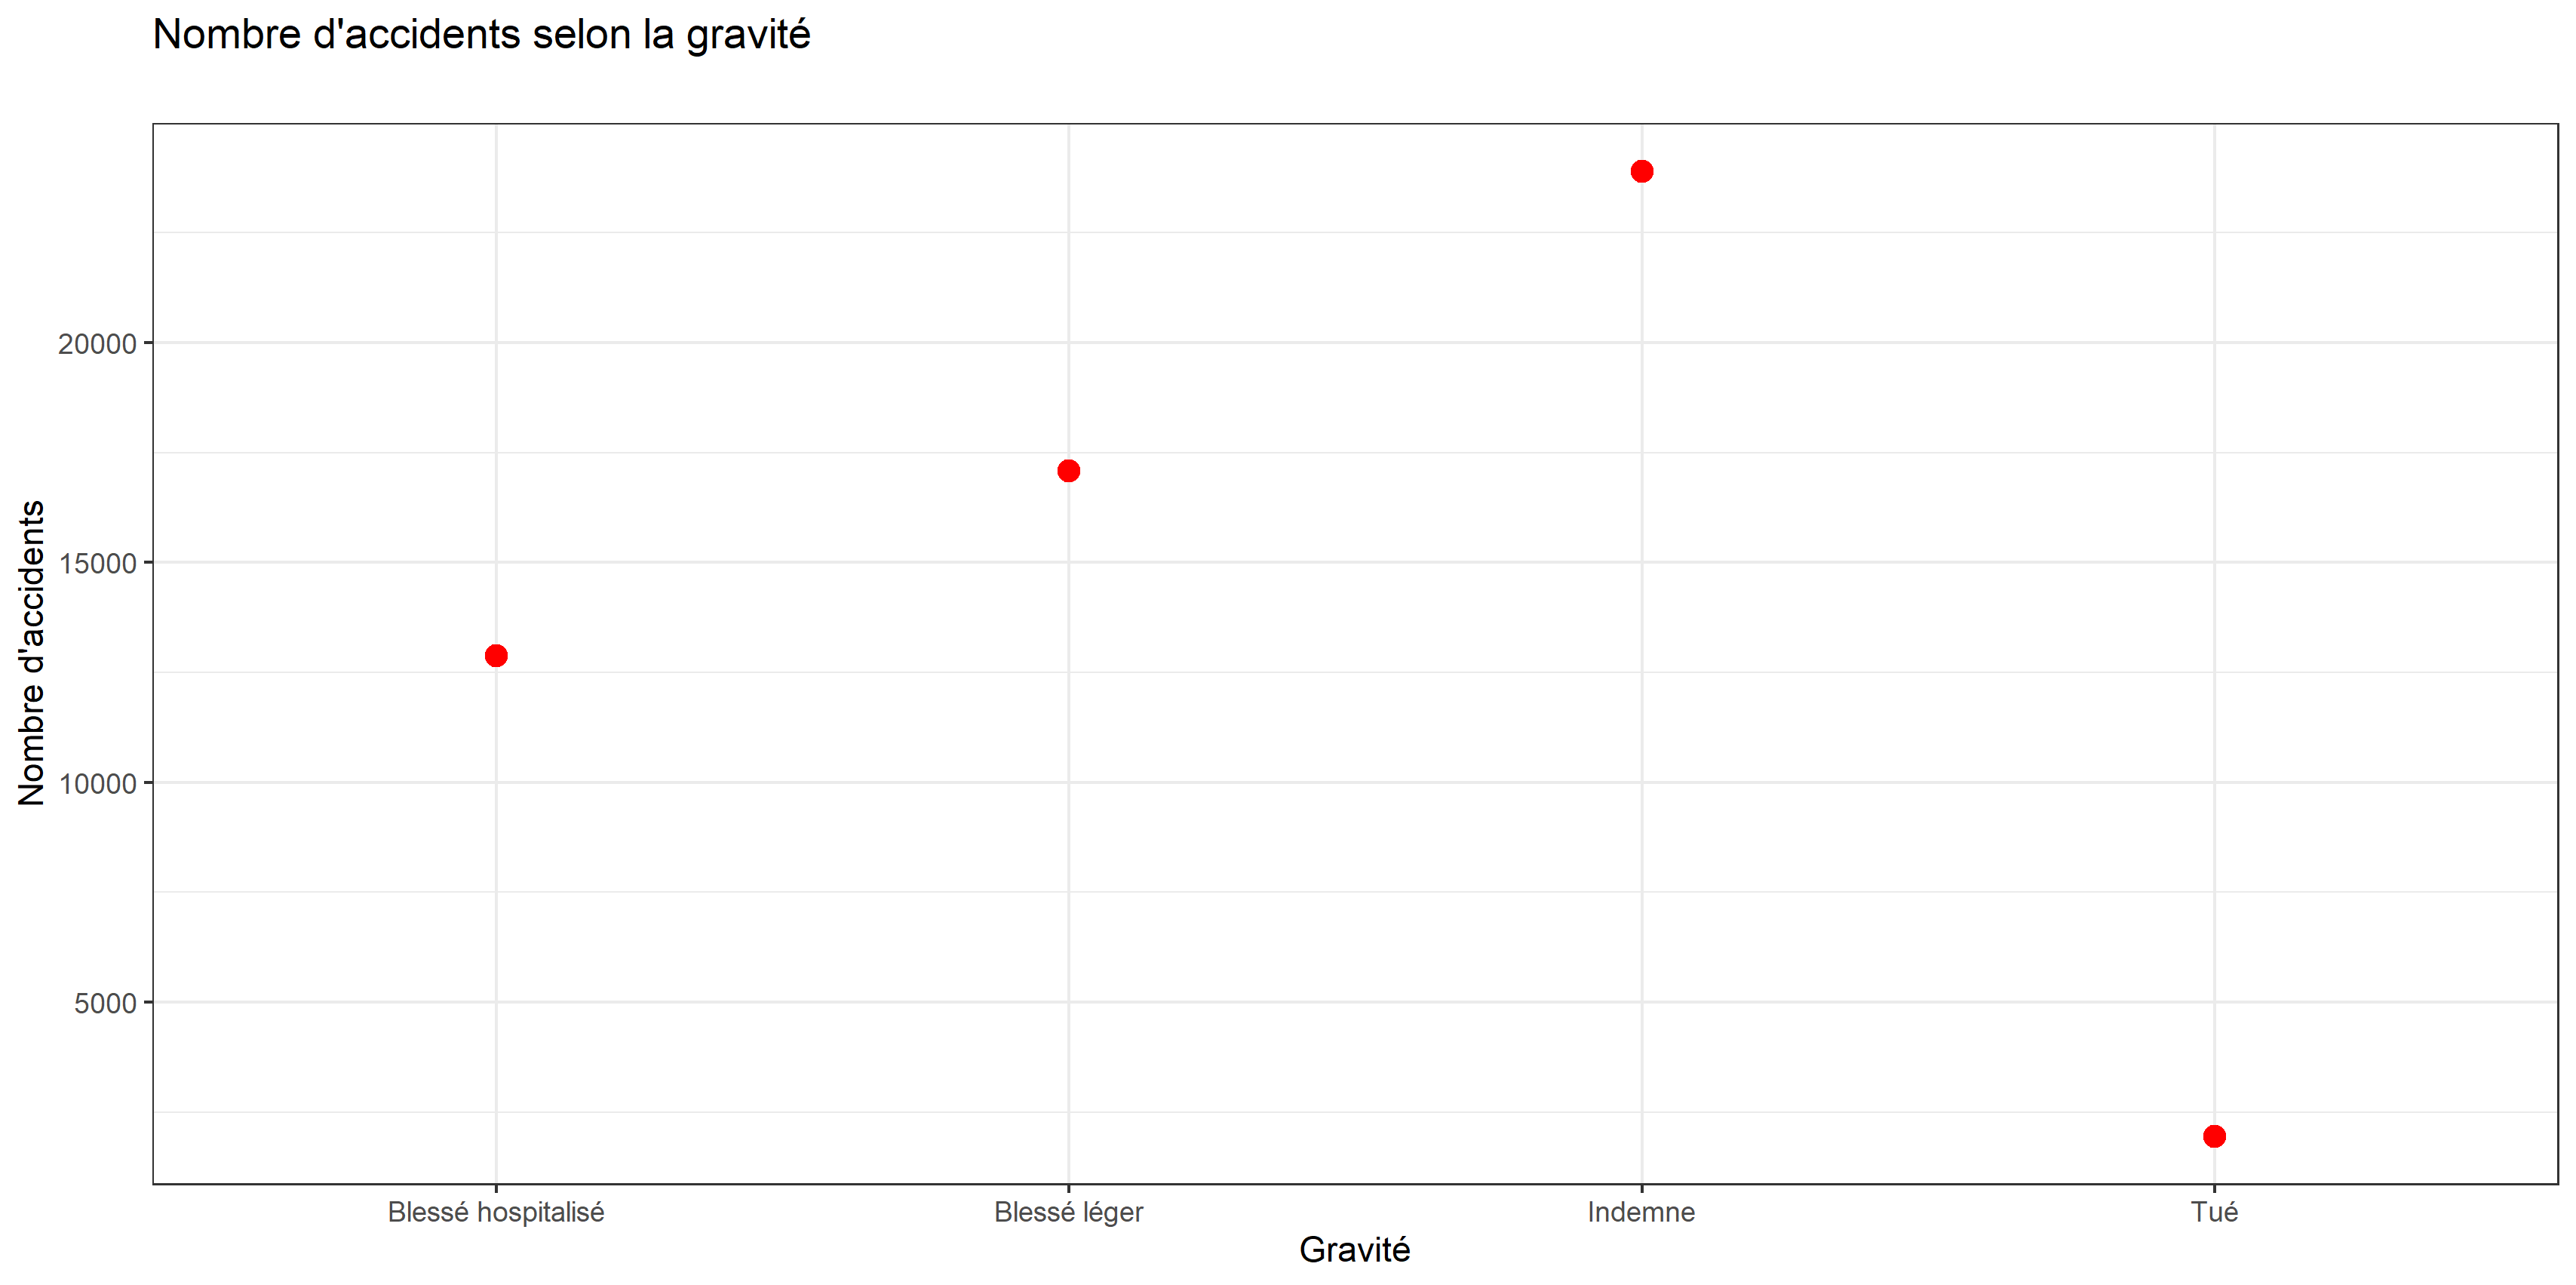 Nombre d'accidents selon la gravité
Nombre d'accidents
20000
15000
10000
5000
Blessé hospitalisé
Blessé léger
Indemne
Tué
Gravité